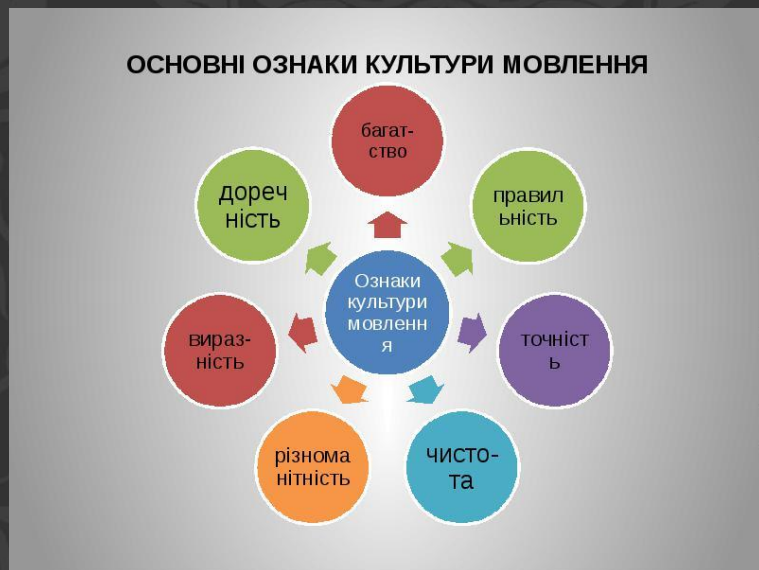 ОСНОВНІ ОЗНАКИ КУЛЬТУРИ МОВЛЕННЯ
багат-
ство
правил
ьність
точніст
ь
чисто-
та
різнома
нітність
вираз-
ність
дореч
ність
Ознаки
культури
мовленн
я